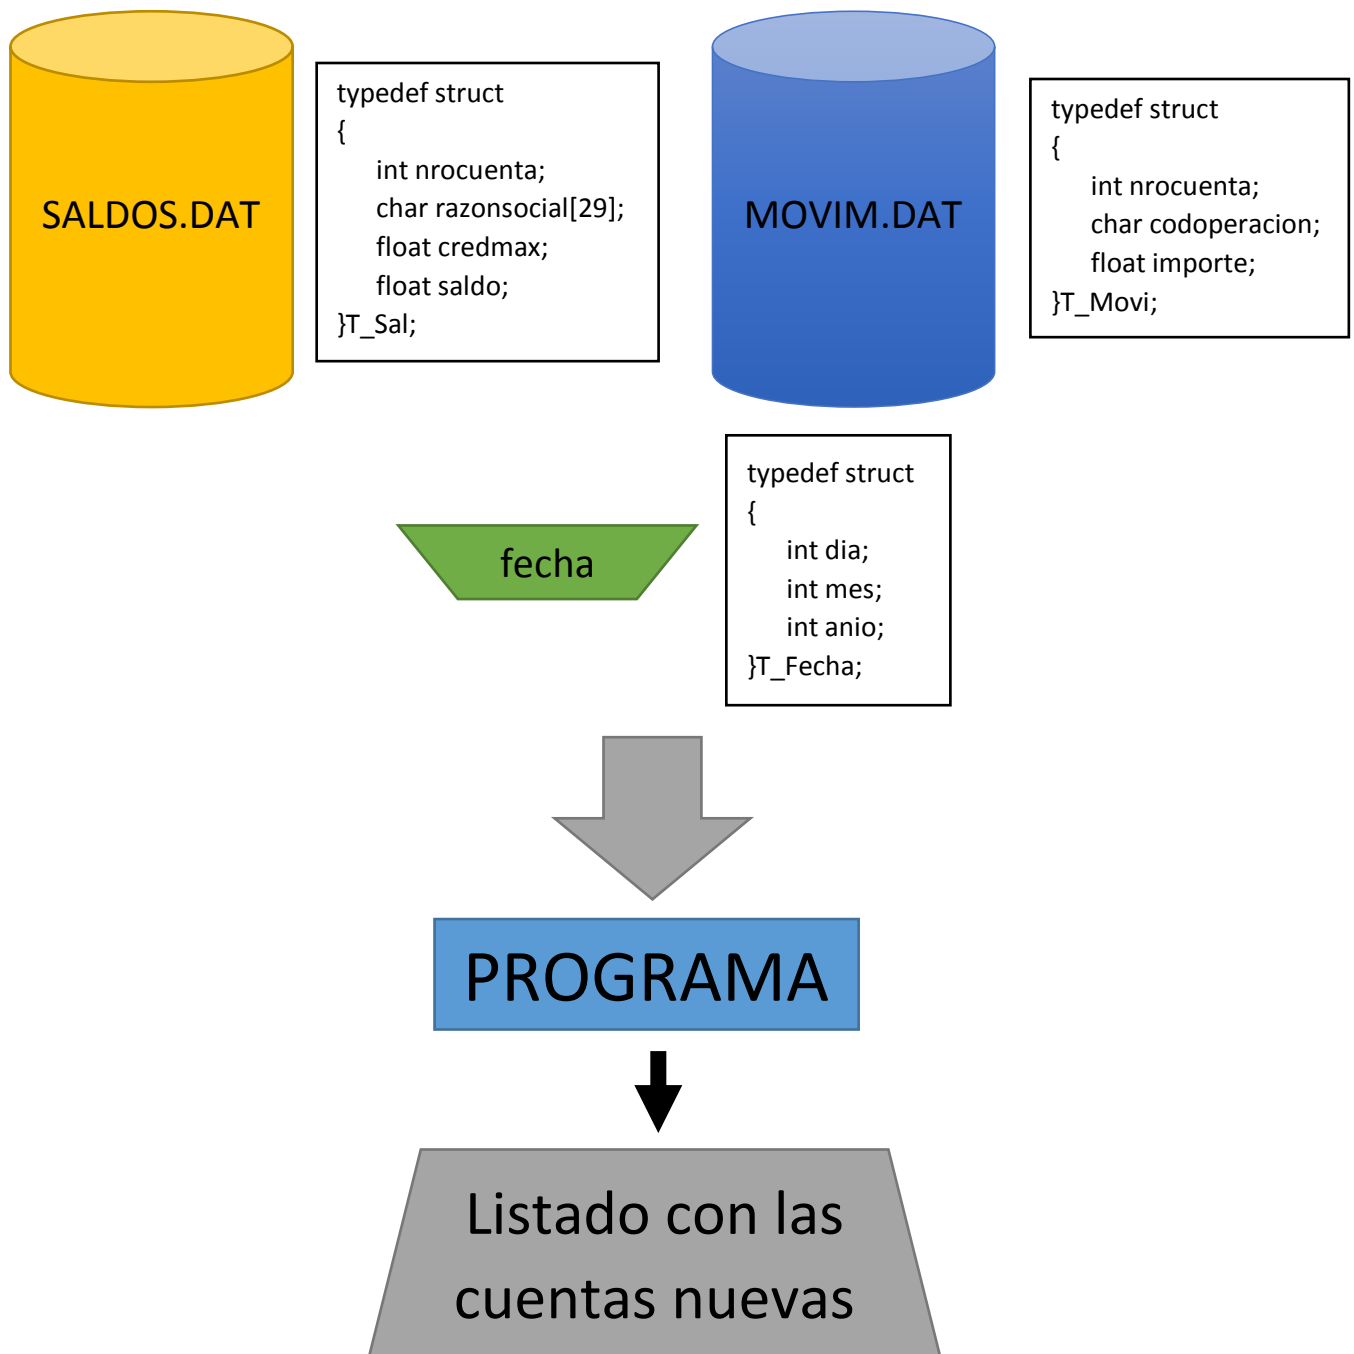 SALDOS.DAT
typedef struct
{
int nrocuenta;
char razonsocial[29];
float credmax;
float saldo;
}T_Sal;
MOVIM.DAT
typedef struct
{
int nrocuenta;
char codoperacion;
float importe;
}T_Movi;
fecha
typedef struct
{
int dia;
int mes;
int anio;
}T_Fecha;
PROGRAMA
Listado con las
cuentas nuevas